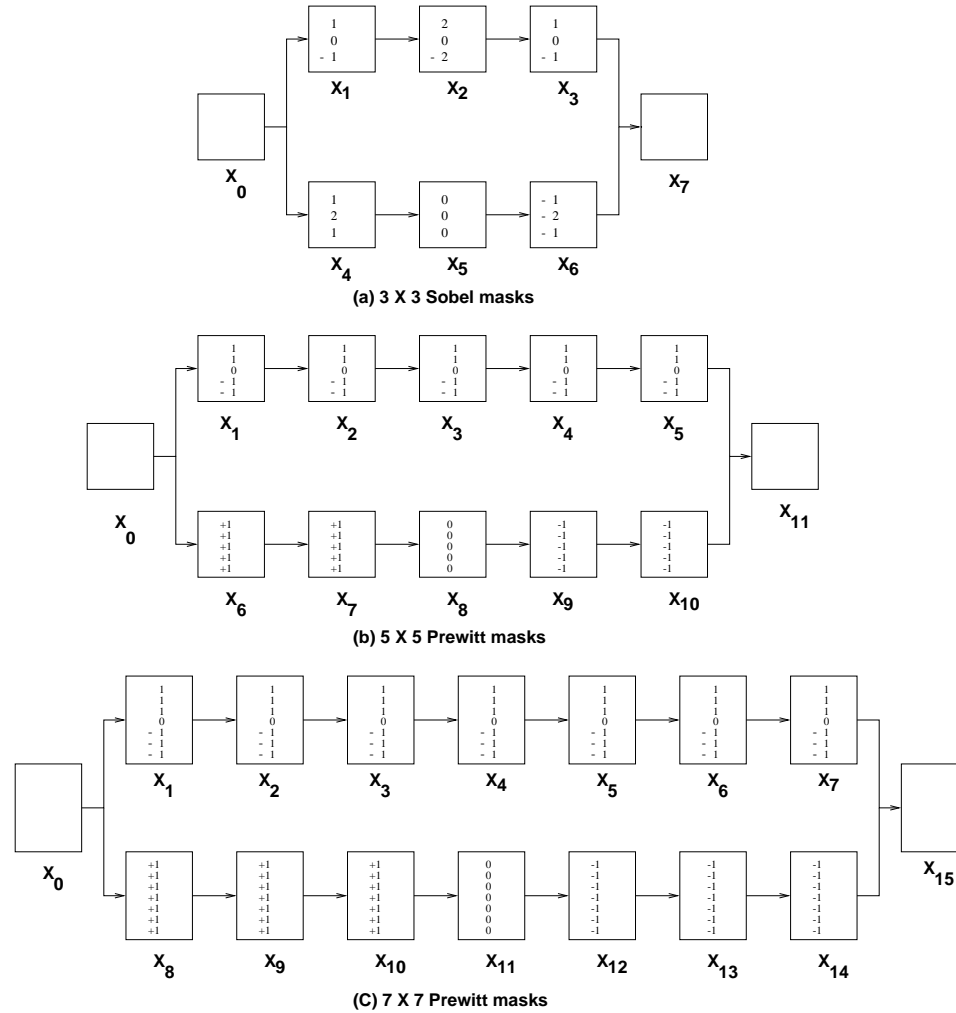 1 2 1
0 0 0
- 1 - 2 - 1
X1 X2 X3
X0 X7
1 0 - 1
2 0 - 2
1 0 - 1
X4 X5 X6
(a) 3 X 3 Sobel masks
1 1 1 1 1
1 1 1 1 1
0 0 0 0 0
- 1 - 1 - 1 - 1 - 1
- 1 - 1 - 1 - 1 - 1
X1 X2 X3 X4 X5
X0 X11
+1 +1 0 -1 -1
+1 +1 0 -1 -1
+1 +1 0 -1 -1
+1 +1 0 -1 -1
+1 +1 0 -1 -1
X6 X7 X8 X9 X10
(b) 5 X 5 Prewitt masks
1 1 1 1 1 1 1
1 1 1 1 1 1 1
1 1 1 1 1 1 1
0 0 0 0 0 0 0
- 1 - 1 - 1 - 1 - 1 - 1 - 1
- 1 - 1 - 1 - 1 - 1 - 1 - 1
- 1 - 1 - 1 - 1 - 1 - 1 - 1
X1 X2 X3 X4 X5 X6 X7
X0 X15
+1 +1 +1 0 -1 -1 -1
+1 +1 +1 0 -1 -1 -1
+1 +1 +1 0 -1 -1 -1
+1 +1 +1 0 -1 -1 -1
+1 +1 +1 0 -1 -1 -1
+1 +1 +1 0 -1 -1 -1
+1 +1 +1 0 -1 -1 -1
X8 X9 X10 X11 X12 X13 X14
(C) 7 X 7 Prewitt masks